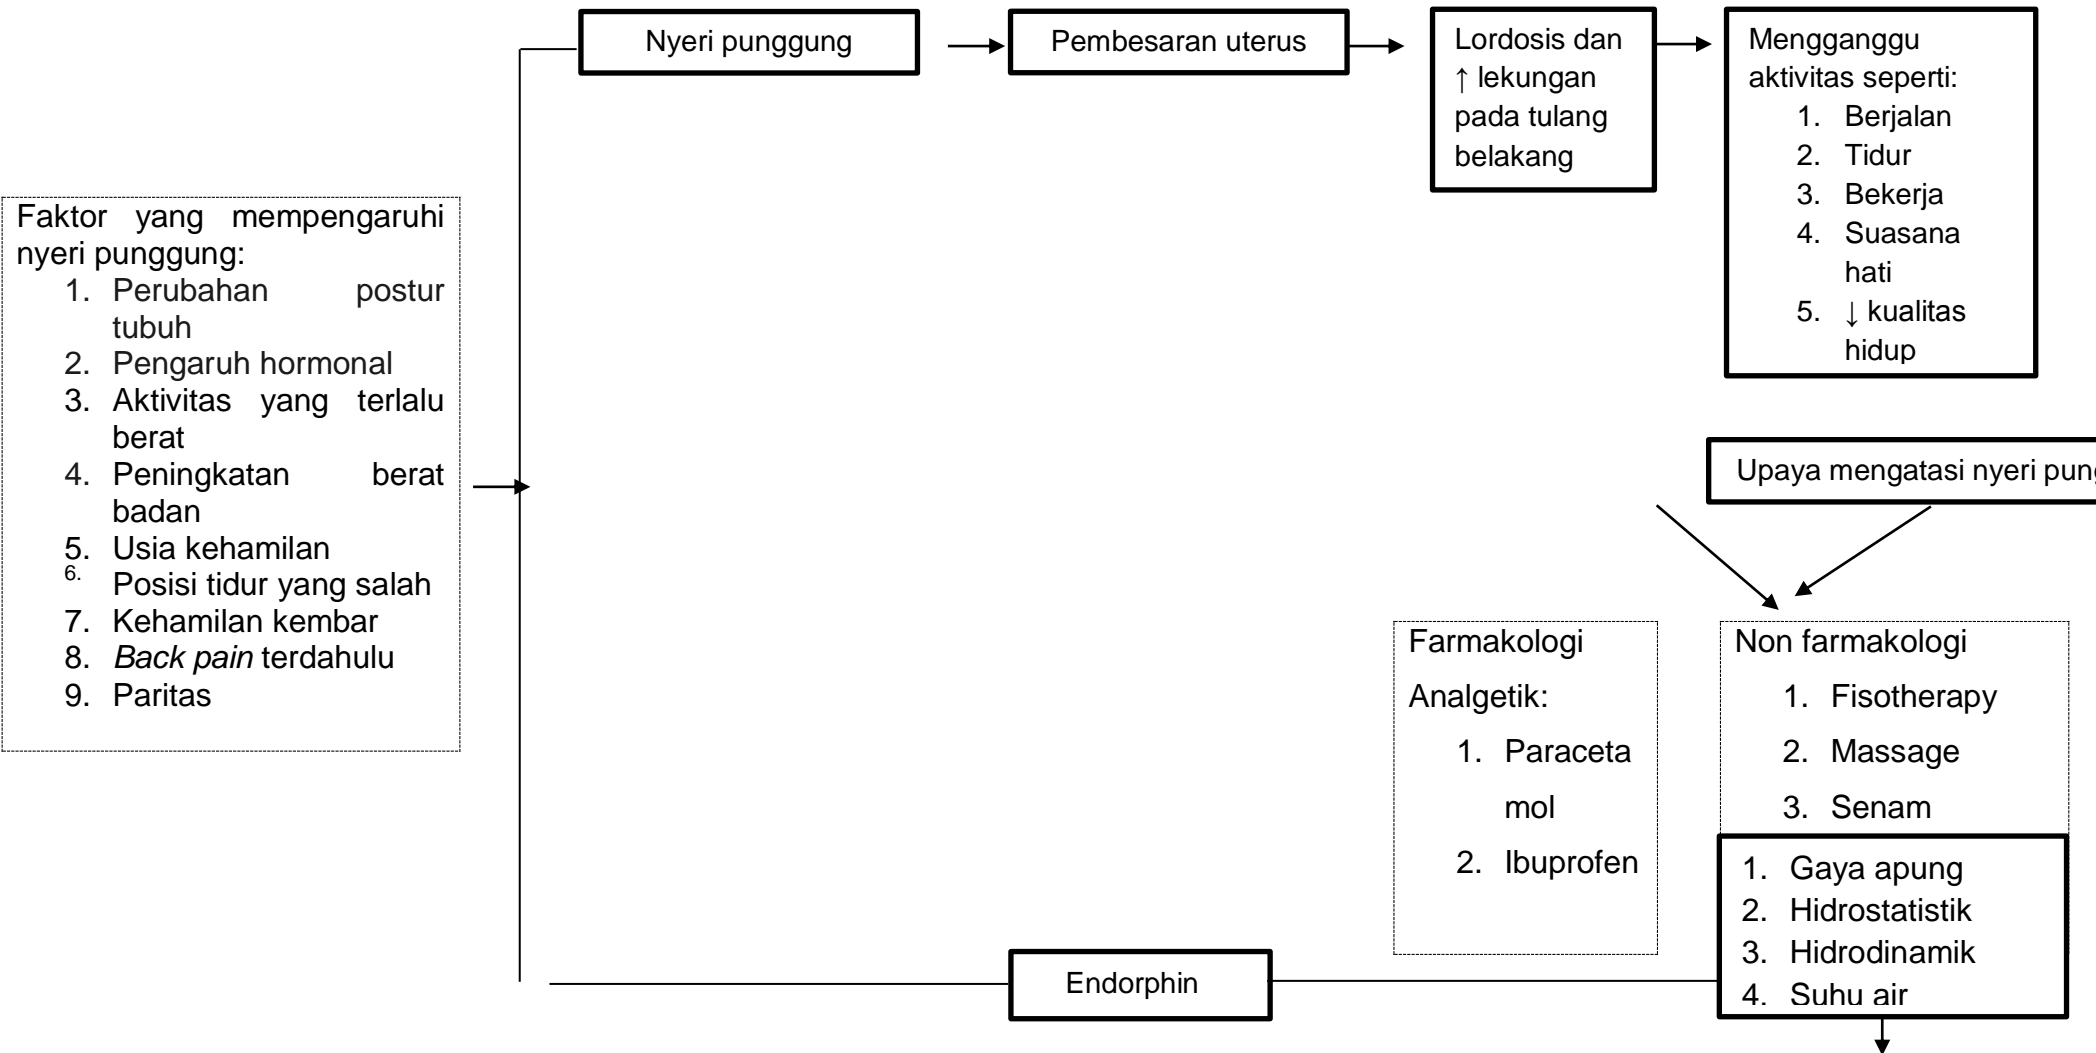 Nyeri punggung
Pembesaran uterus
Lordosis dan
↑ lekungan
pada tulang
belakang
Mengganggu
aktivitas seperti:
1. Berjalan
2. Tidur
3. Bekerja
4. Suasana
hati
5. ↓ kualitas
hidup
Faktor yang mempengaruhi
nyeri punggung:
1. Perubahan postur
tubuh
2. Pengaruh hormonal
3. Aktivitas yang terlalu
berat
4. Peningkatan berat
badan
5. Usia kehamilan
6. Posisi tidur yang salah
7. Kehamilan kembar
8. Back pain terdahulu
9. Paritas
Upaya mengatasi nyeri
Farmakologi
Analgetik:
1. Paraceta
mol
2. Ibuprofen
Non farmakologi
1. Fisotherapy
2. Massage
3. Senam
1. Gaya apung
2. Hidrostatistik
3. Hidrodinamik
4. Suhu air
Endorphin